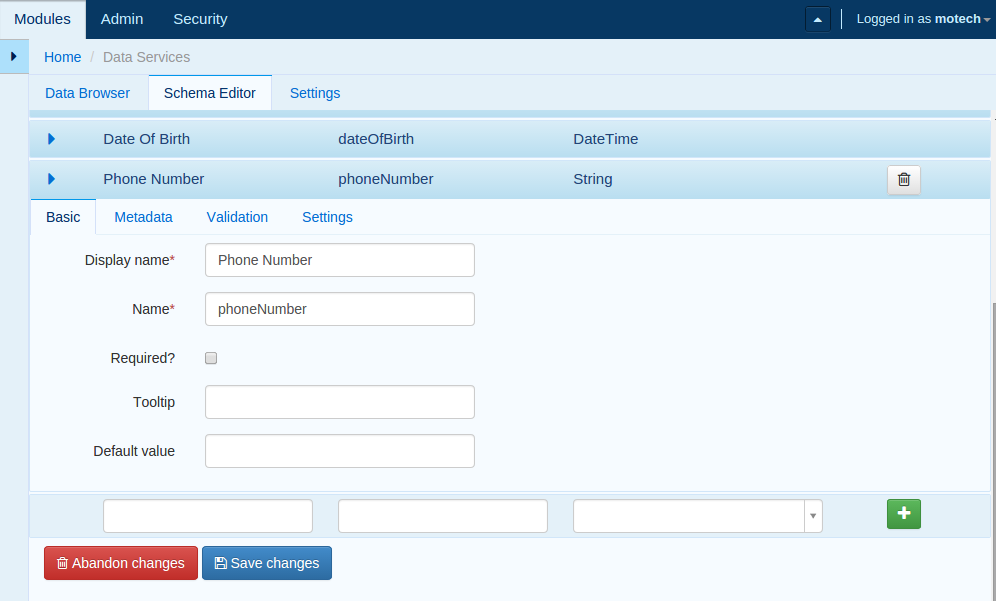 Modules Admin Security Logged in as motech
Home / Data Services
Data Browser Schema Editor Settings
Date Of Birth dateOfBirth DateTime
Phone Number phoneNumber String
Basic Metadata Validation Settings
Display name* Phone Number
Name* phoneNumber
Required?
Tooltip
Default value
Abandon changes Save changes